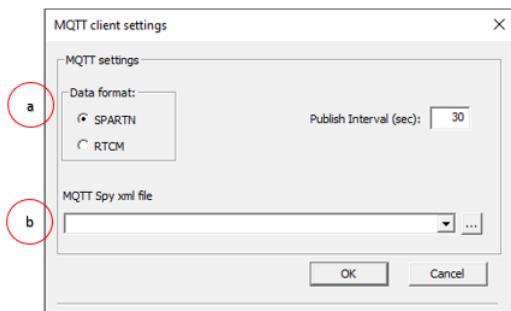 MQTT client settings
MQTT settings
Data format:
a
SPARTN
Publish Interval (sec): 30
RTCM
MQTT Spy xml file
b
...
OK Cancel